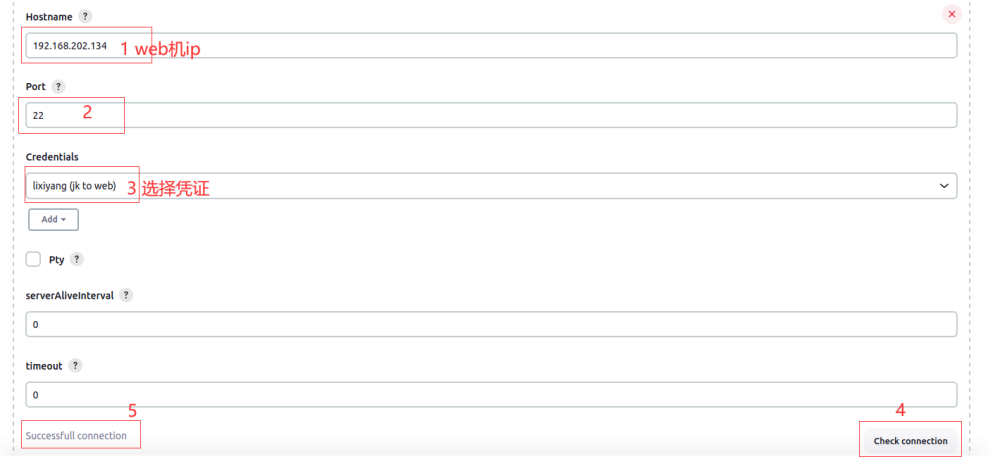 Hostname ?
192.168.202.134 1 web机ip
Port ?
22 2
Credentials
lixiyang (jk to web) 3 选择凭证
Add
Pty ?
serverAliveInterval ?
0
timeout ?
0
5
4
Successfull connection
Check connection